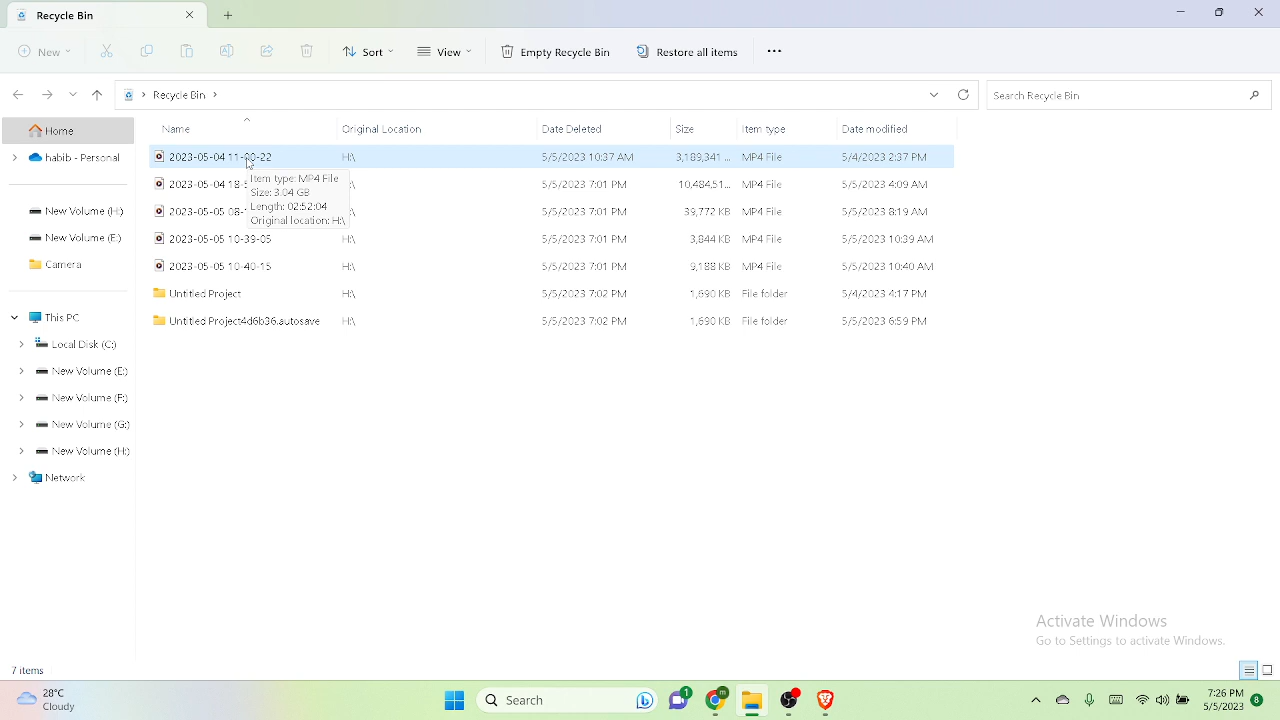 Recycle Bin
New
Sort
View
Empty Recycle Bin
Restore all items
Recycle Bin
Search Recycle Bin
Name
Original Location
Date Deleted
Size
Item type
Date modified
Home
habib - Personal
New Volume (H:)
New Volume (E:)
Camera
This PC
Local Disk (C:)
New Volume (E:)
New Volume (F:)
New Volume (G:)
New Volume (H:)
Network
2023-05-04 11-00-22 H:\ 5/5/2023 10:37 AM 3,189,341 ... MP4 File 5/4/2023 2:37 PM
2023-05-04 18-5 :\ 5/5/2023 7:01 PM 10,484,51... MP4 File 5/5/2023 4:09 AM
2023-05-05 08- :\ 5/5/2023 7:01 PM 39,772 KB MP4 File 5/5/2023 8:19 AM
2023-05-05 10-39-05 H:\ 5/5/2023 7:01 PM 3,844 KB MP4 File 5/5/2023 10:39 AM
2023-05-05 10-40-15 H:\ 5/5/2023 7:01 PM 9,188 KB MP4 File 5/5/2023 10:40 AM
Untitled Project H:\ 5/5/2023 7:02 PM 1,690 KB File folder 5/4/2023 4:17 PM
Untitled Project4d6b36.autosave H:\ 5/5/2023 7:02 PM 1,690 KB File folder 5/5/2023 6:59 PM
Item type: MP4 File
Size: 3.04 GB
Length: 02:52:04
Original location: H:\
Activate Windows
Go to Settings to activate Windows.
7 items
28°C
Cloudy
Search
1
m
7:26 PM
5/5/2023
8